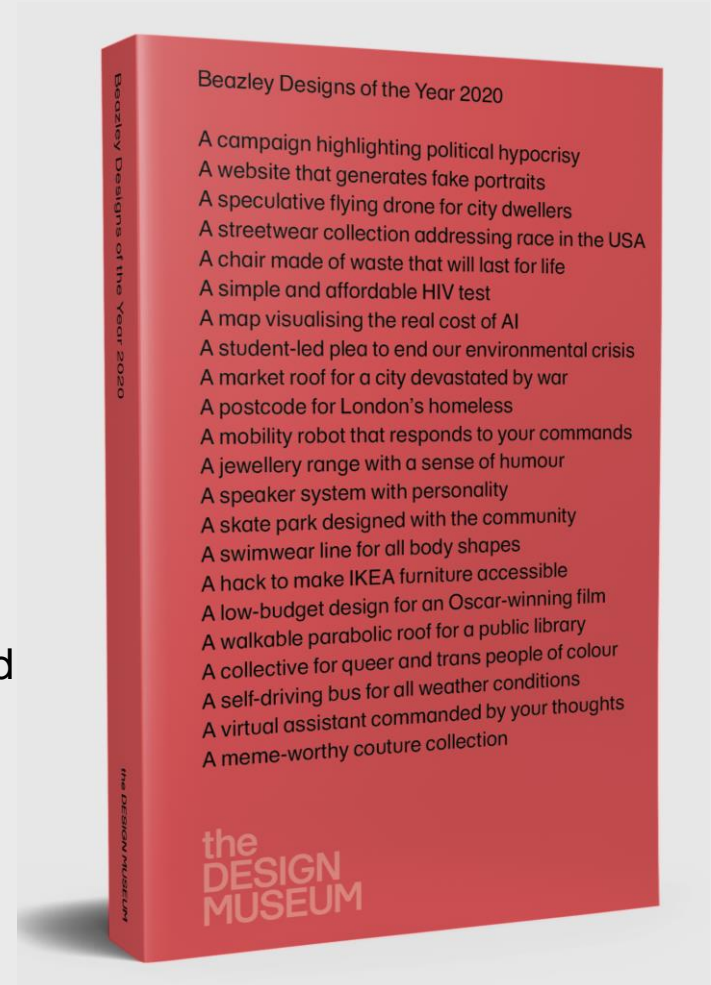 Beazley Designs of the Year 2020
the DESIGN MUSEUM
Beazley Designs of the Year 2020
A campaign highlighting political hypocrisy
A website that generates fake portraits
A speculative flying drone for city dwellers
A streetwear collection addressing race in the USA
A chair made of waste that will last for life
A simple and affordable HIV test
A map visualising the real cost of AI
A student-led plea to end our environmental crisis
A market roof for a city devastated by war
A postcode for London's homeless
A mobility robot that responds to your commands
A jewellery range with a sense of humour
A speaker system with personality
A skate park designed with the community
A swimwear line for all body shapes
A hack to make IKEA furniture accessible
A low-budget design for an Oscar-winning film
A walkable parabolic roof for a public library
A collective for queer and trans people of colour
A self-driving bus for all weather conditions
A virtual assistant commanded by your thoughts
A meme-worthy couture collection
the
DESIGN
MUSEUM
d